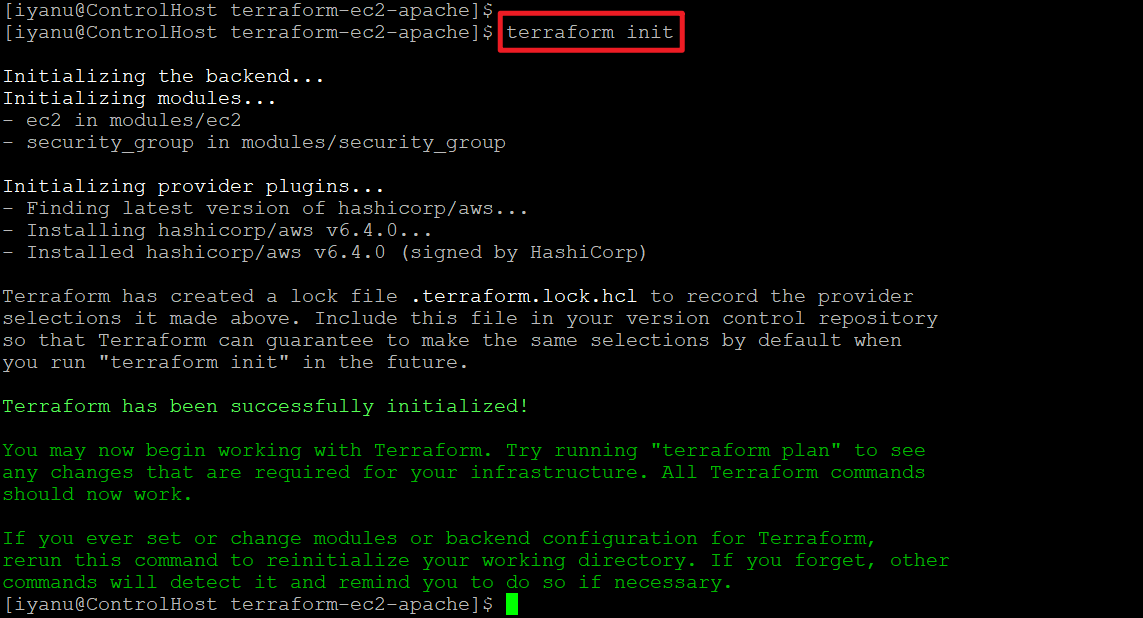 [iyanu@ControlHost terraform-ec2-apache]$
[iyanu@ControlHost terraform-ec2-apache]$ terraform init
Initializing the backend...
Initializing modules...
- ec2 in modules/ec2
- security_group in modules/security_group
Initializing provider plugins...
- Finding latest version of hashicorp/aws...
- Installing hashicorp/aws v6.4.0...
- Installed hashicorp/aws v6.4.0 (signed by HashiCorp)
Terraform has created a lock file .terraform.lock.hcl to record the provider
selections it made above. Include this file in your version control repository
so that Terraform can guarantee to make the same selections by default when
you run "terraform init" in the future.
Terraform has been successfully initialized!
You may now begin working with Terraform. Try running "terraform plan" to see
any changes that are required for your infrastructure. All Terraform commands
should now work.
If you ever set or change modules or backend configuration for Terraform,
rerun this command to reinitialize your working directory. If you forget, other
commands will detect it and remind you to do so if necessary.
[iyanu@ControlHost terraform-ec2-apache]$